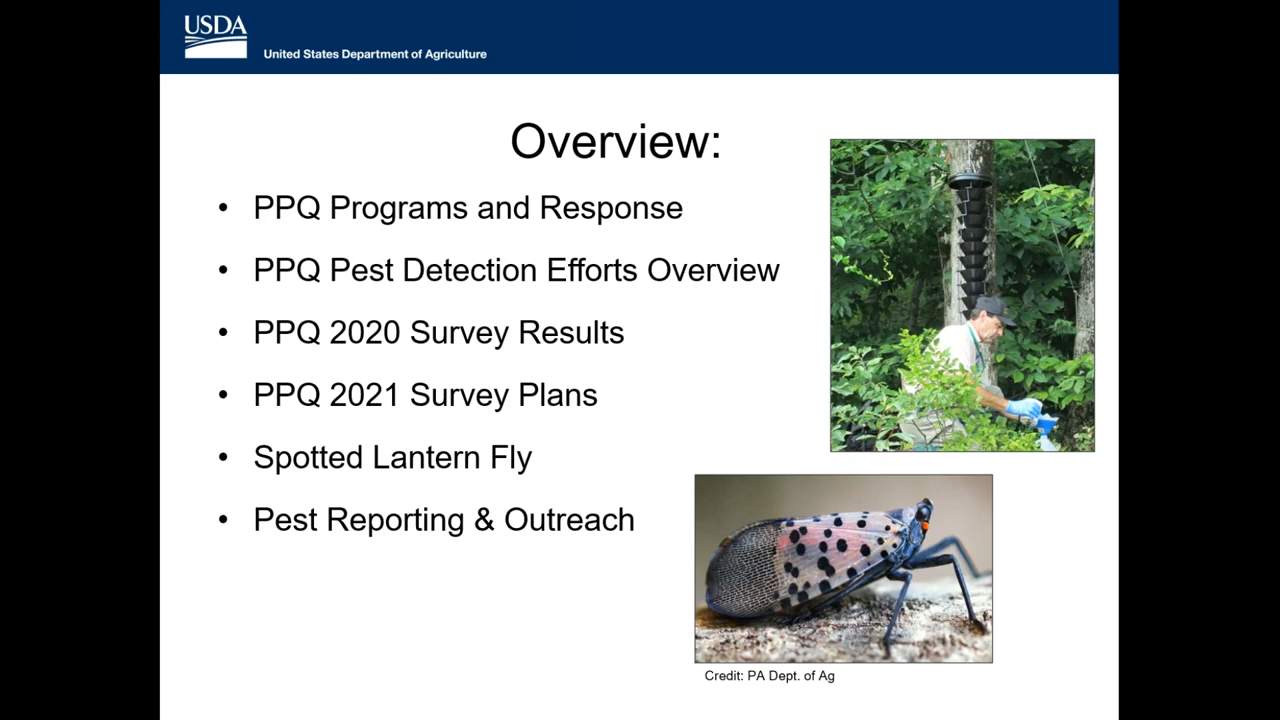 USDA
United States Department of Agriculture
Overview:
• PPQ Programs and Response
• PPQ Pest Detection Efforts Overview
• PPQ 2020 Survey Results
• PPQ 2021 Survey Plans
• Spotted Lantern Fly
• Pest Reporting & Outreach
Credit: PA Dept. of Ag